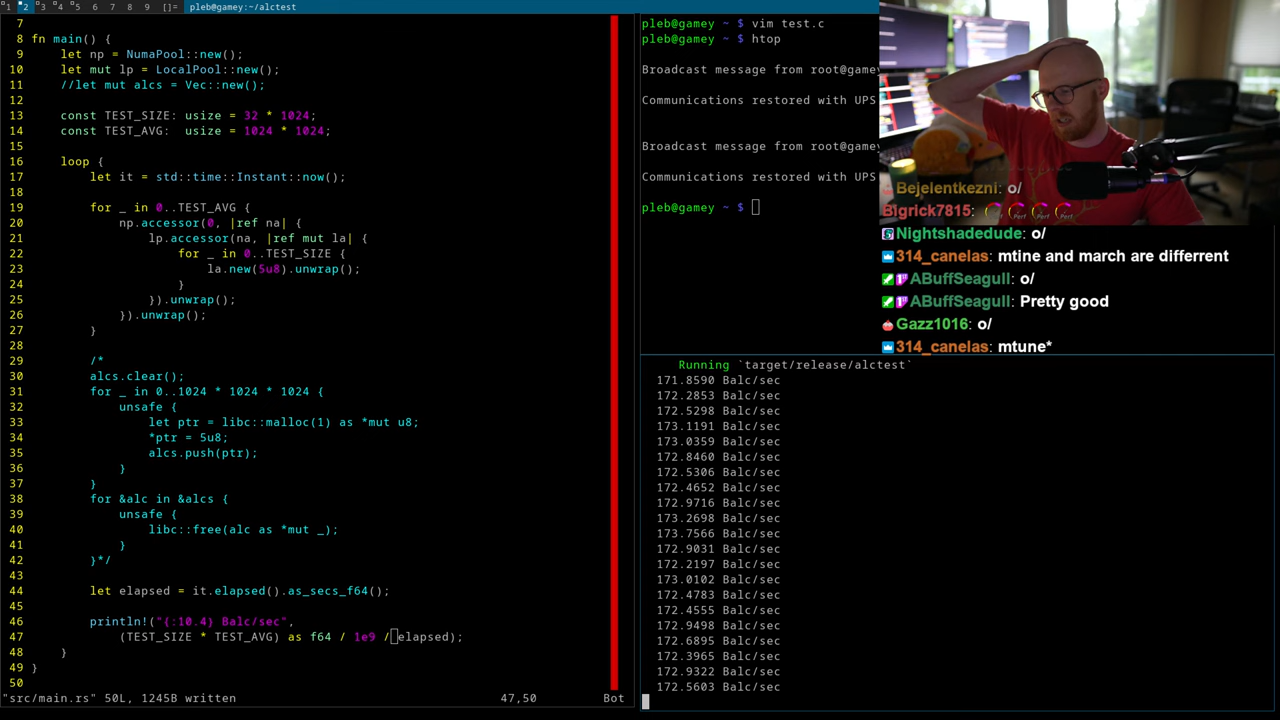 1 2 3 4 5 6 7 8 9 []= pleb@gamey:~/alctest
7
8 fn main() {
9     let np = NumaPool::new();
10     let mut lp = LocalPool::new();
11     //let mut alcs = Vec::new();
12
13     const TEST_SIZE: usize = 32 * 1024;
14     const TEST_AVG:  usize = 1024 * 1024;
15
16     loop {
17         let it = std::time::Instant::now();
18
19         for _ in 0..TEST_AVG {
20             np.accessor(0, |ref na| {
21                 lp.accessor(na, |ref mut la| {
22                     for _ in 0..TEST_SIZE {
23                         la.new(5u8).unwrap();
24                     }
25                 }).unwrap();
26             }).unwrap();
27         }
28
29         /*
30         alcs.clear();
31         for _ in 0..1024 * 1024 * 1024 {
32             unsafe {
33                 let ptr = libc::malloc(1) as *mut u8;
34                 *ptr = 5u8;
35                 alcs.push(ptr);
36             }
37         }
38         for &alc in &alcs {
39             unsafe {
40                 libc::free(alc as *mut _);
41             }
42         }*/
43
44         let elapsed = it.elapsed().as_secs_f64();
45
46         println!("{:10.4} Balc/sec",
47             (TEST_SIZE * TEST_AVG) as f64 / 1e9 / elapsed);
48     }
49 }
50
"src/main.rs" 50L, 1245B written 47,50 Bot
pleb@gamey ~ $ vim test.c
pleb@gamey ~ $ htop
Broadcast message from root@game
Communications restored with UPS
Broadcast message from root@game
Communications restored with UPS
pleb@gamey ~ $
Bejelentkezni: o/
Bigrick7815:
Nightshadedude: o/
314_canelas: mtine and march are differrent
ABuffSeagull: o/
ABuffSeagull: Pretty good
Gazz1016: o/
314_canelas: mtune*
Running `target/release/alctest`
171.8590 Balc/sec
172.2853 Balc/sec
172.5298 Balc/sec
173.1191 Balc/sec
173.0359 Balc/sec
172.8460 Balc/sec
172.5306 Balc/sec
172.4652 Balc/sec
172.9716 Balc/sec
173.2698 Balc/sec
173.7566 Balc/sec
172.9031 Balc/sec
172.2197 Balc/sec
173.0102 Balc/sec
172.4783 Balc/sec
172.4555 Balc/sec
172.9498 Balc/sec
172.6895 Balc/sec
172.3965 Balc/sec
172.9322 Balc/sec
172.5603 Balc/sec